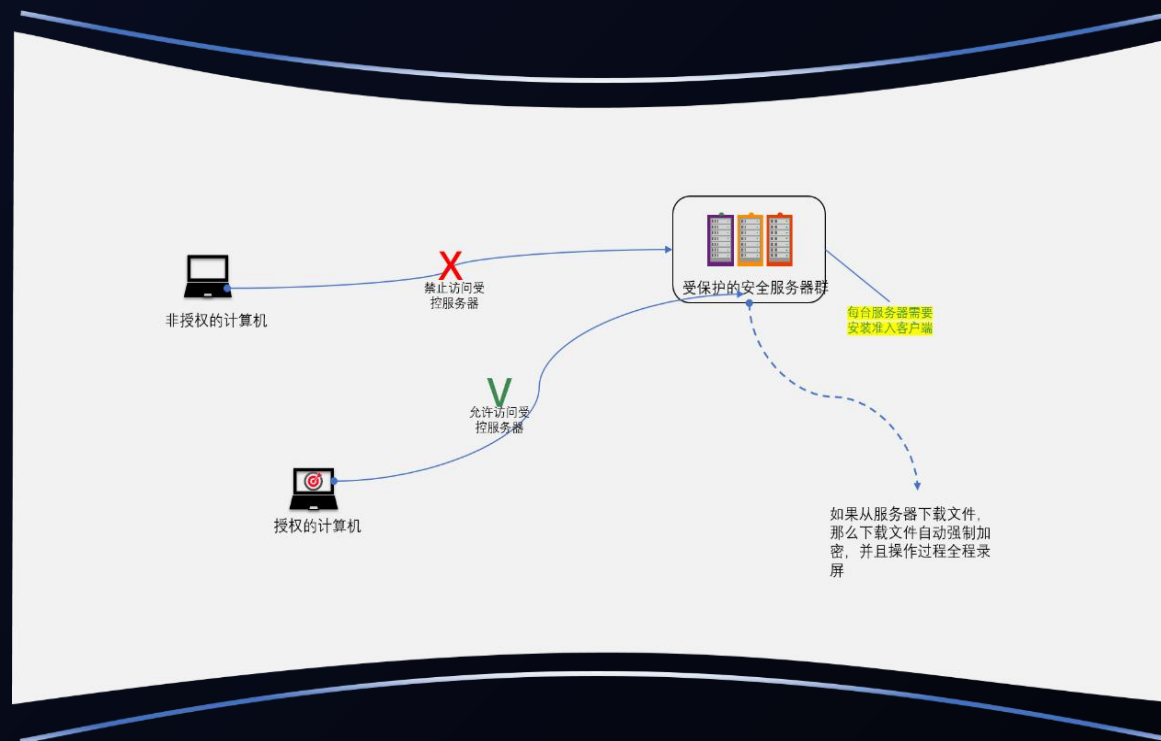 X
禁止访问受
控服务器
非授权的计算机
受保护的安全服务器群
每台服务器需要
安装准入客户端
V
允许访问受
控服务器
授权的计算机
如果从服务器下载文件，
那么下载文件自动强制加
密，并且操作过程全程录
屏